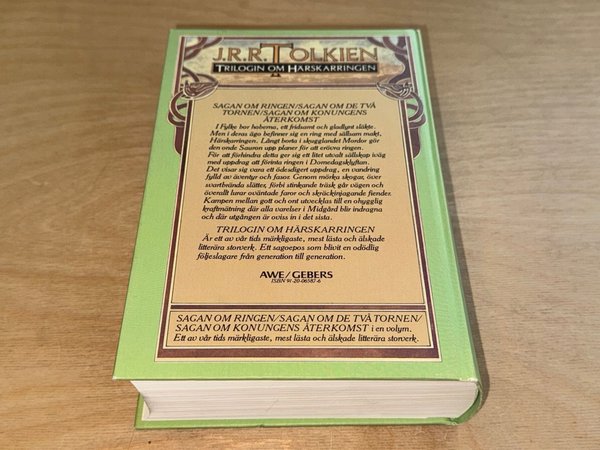 J.R.R. TOLKIEN
TRILOGIN OM HÄRSKARRINGEN
SAGAN OM RINGEN/SAGAN OM DE TVÅ
TORNEN/SAGAN OM KONUNGENS
ÅTERKOMST
I Fylke bor hoberna, ett fridsamt och gladlynt släkte.
Men i deras ägo befinner sig en ring med sällsam makt,
Härskarringen. Långt borta i skugglandet Mordor gör
den onde Sauron upp planer för att erövra ringen.
För att förhindra detta ger sig ett litet utvalt sällskap iväg
med uppdrag att förinta ringen i Domedagsklyftan.
Det visar sig vara ett ödesdigert uppdrag, en vandring
fylld av äventyr och fasor. Genom mörka skogar, över
svartbrända slätter, förbi stinkande träsk går vägen och
överallt lurar oväntade faror och skräckinjagande fiender.
Kampen mellan gott och ont utvecklas till en ohygglig
kraftmätning där alla varelser i Midgård blir indragna
och där utgången är oviss in i det sista.
TRILOGIN OM HÄRSKARRINGEN
Är ett av vår tids märkligaste, mest lästa och älskade
litterära storverk. Ett sagoepos som blivit en odödlig
följeslagare från generation till generation.
AWE/GEBERS
ISBN 91-20-06587-6
SAGAN OM RINGEN/SAGAN OM DE TVÅ TORNEN/
SAGAN OM KONUNGENS ÅTERKOMST i en volym.
Ett av vår tids märkligaste, mest lästa och älskade litterära storverk.